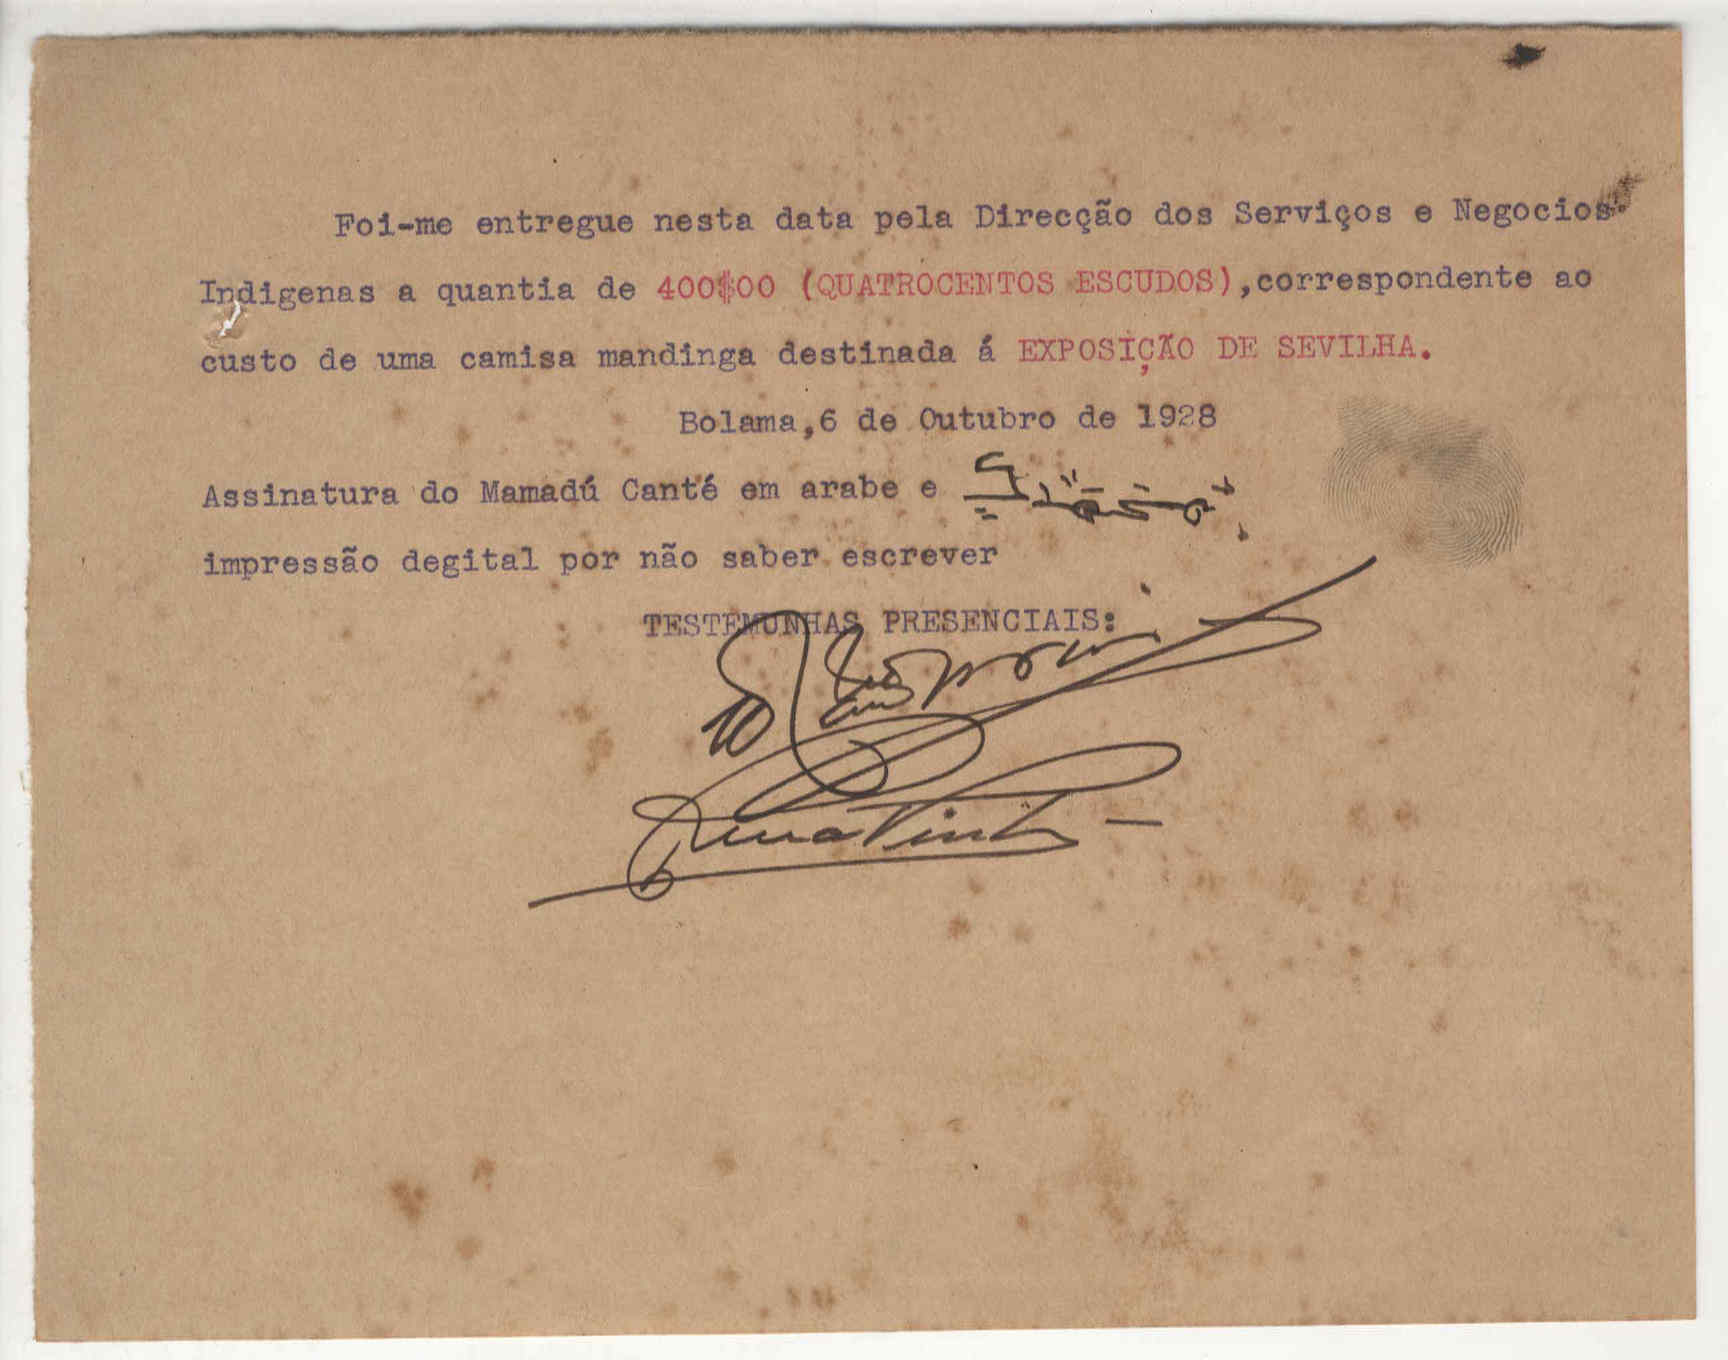 Foi-me entregue nesta data pela Direcção dos Serviços e Negocios
Indigenas a quantia de 400$00 (QUATROCENTOS ESCUDOS),correspondente ao
custo de uma camisa mandinga destinada á EXPOSIÇÃO DE SEVILHA.
Bolama,6 de Outubro de 1928
Assinatura do Mamadú Canté em arabe e
impressão degital por não saber escrever
TESTEMUNHAS PRESENCIAIS: